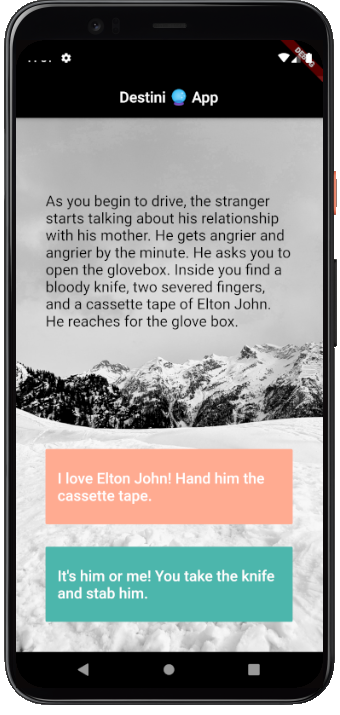 DEBUG
Destini 🔮 App
As you begin to drive, the stranger
starts talking about his relationship
with his mother. He gets angrier and
angrier by the minute. He asks you to
open the glovebox. Inside you find a
bloody knife, two severed fingers,
and a cassette tape of Elton John.
He reaches for the glove box.
I love Elton John! Hand him the
cassette tape.
It's him or me! You take the knife
and stab him.